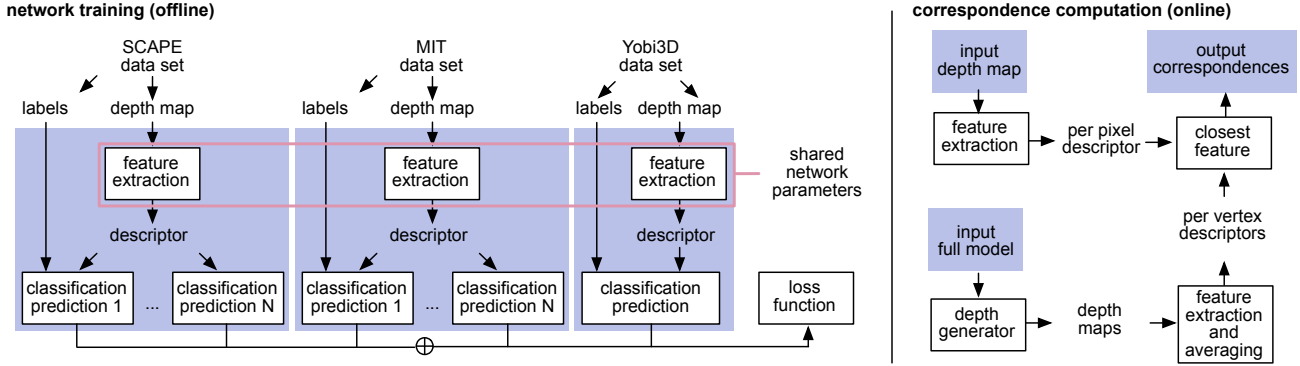 network training (offline)
SCAPE
data set
labels
depth map
feature
extraction
descriptor
classification
prediction 1
...
classification
prediction N
MIT
data set
labels
depth map
feature
extraction
descriptor
classification
prediction 1
...
classification
prediction N
Yobi3D
data set
labels
depth map
feature
extraction
descriptor
classification
prediction
shared
network
parameters
loss
function
correspondence computation (online)
input
depth map
feature
extraction
per pixel
descriptor
closest
feature
output
correspondences
input
full model
depth
generator
depth
maps
feature
extraction
and
averaging
per vertex
descriptors